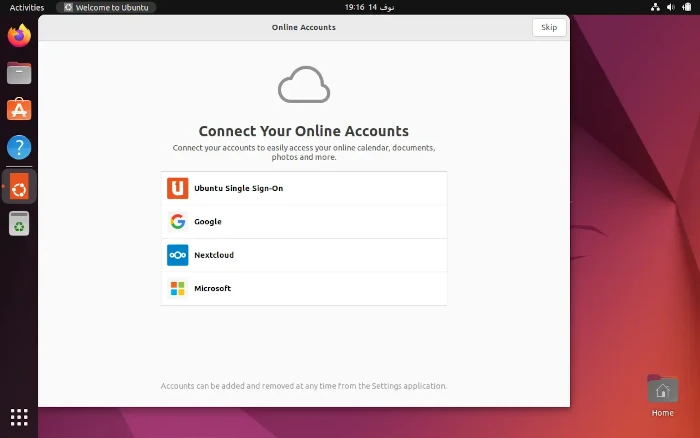 Activities
Welcome to Ubuntu
19:16 14 نوف
Online Accounts
Skip
Connect Your Online Accounts
Connect your accounts to easily access your online calendar, documents,
photos and more.
Ubuntu Single Sign-On
Google
Nextcloud
Microsoft
Accounts can be added and removed at any time from the Settings application.
Home